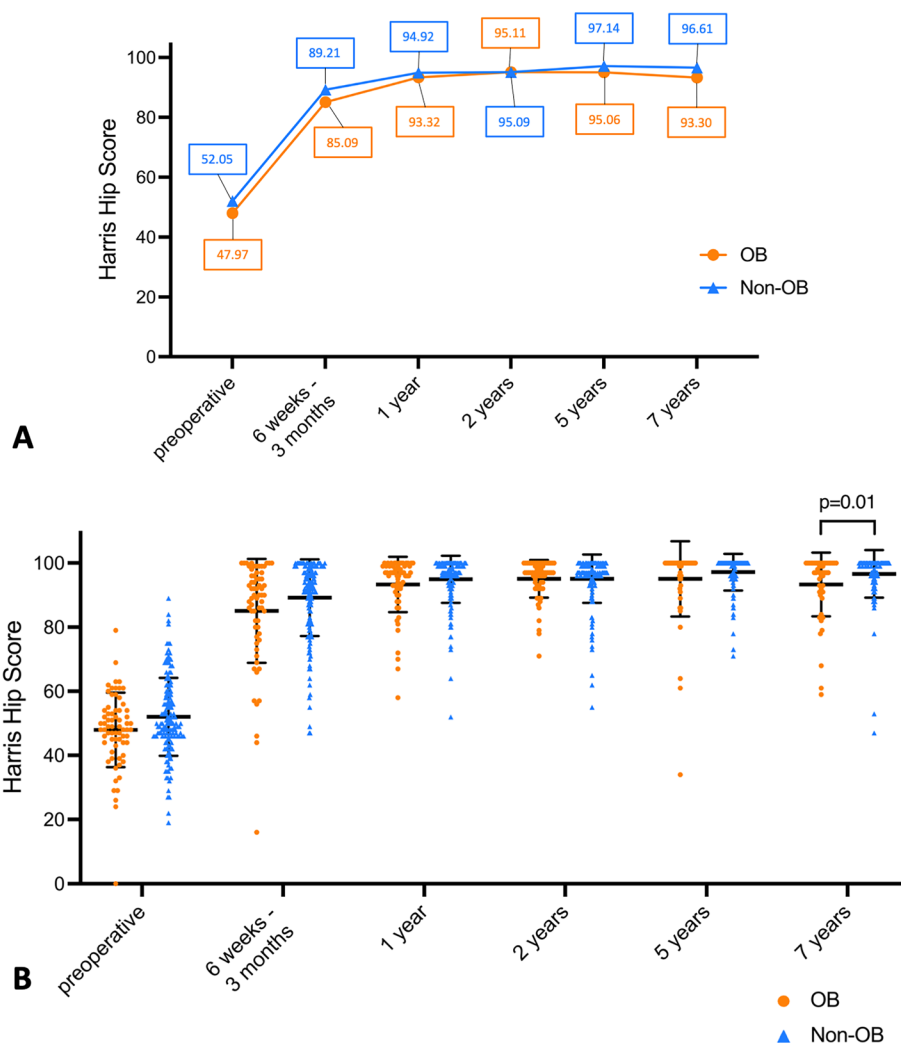 89.21
94.92
95.11
97.14
96.61
100
80
60
40
20
0
Harris Hip Score
52.05
85.09
93.32
95.09
95.06
93.30
47.97
OB
Non-OB
preoperative
6 weeks -
3 months
1 year
2 years
5 years
7 years
A
p=0.01
100
80
60
40
20
0
Harris Hip Score
preoperative
6 weeks -
3 months
1 year
2 years
5 years
7 years
B
OB
Non-OB